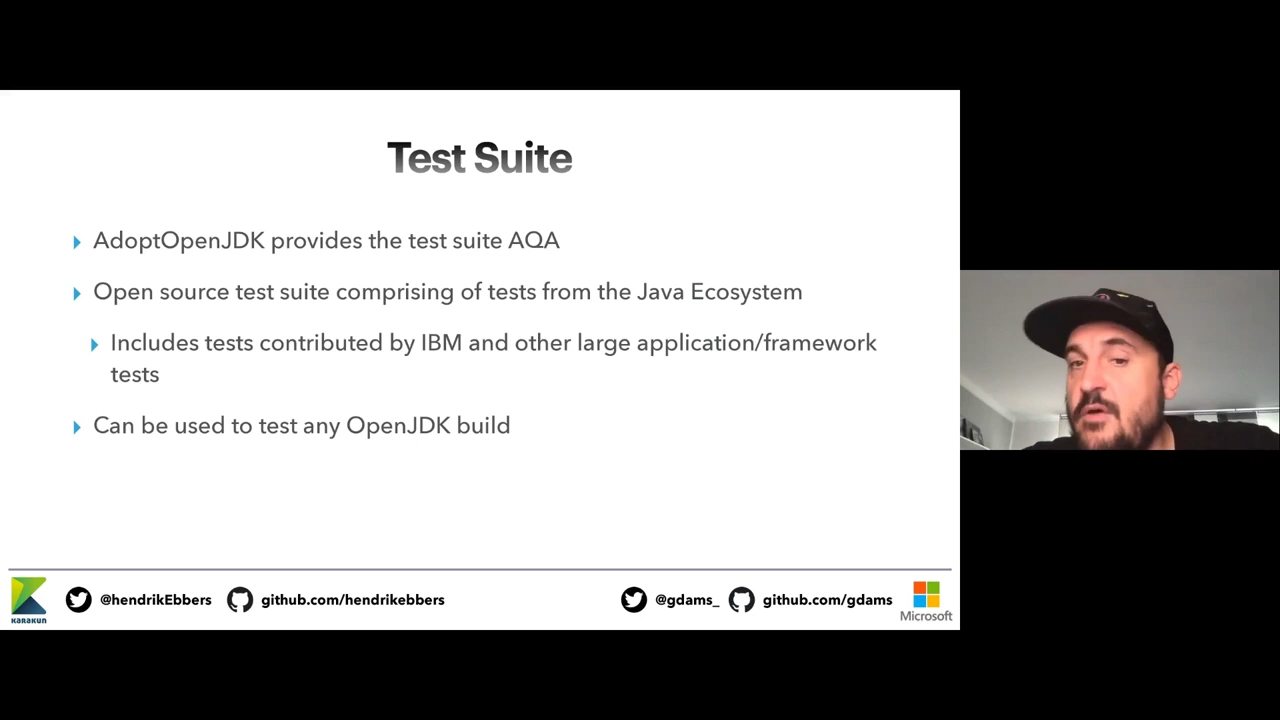 Test Suite
AdoptOpenJDK provides the test suite AQA
Open source test suite comprising of tests from the Java Ecosystem
Includes tests contributed by IBM and other large application/framework
tests
Can be used to test any OpenJDK build
KARAKUN
@hendrikEbbers
github.com/hendrikebbers
@gdams_
github.com/gdams
Microsoft